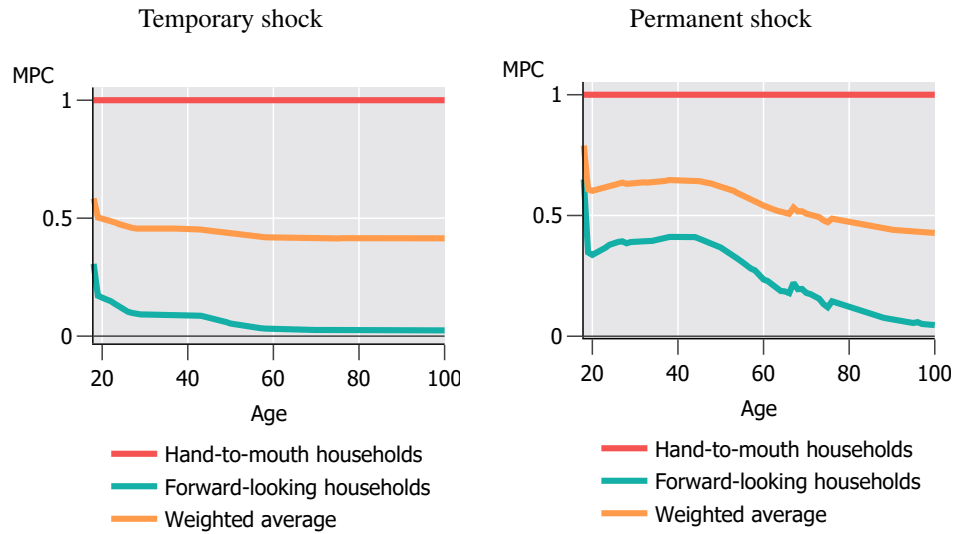 Temporary shock
MPC
1
0.5
0
20 40 60 80 100
Age
Hand-to-mouth households
Forward-looking households
Weighted average
Permanent shock
MPC
1
0.5
0
20 40 60 80 100
Age
Hand-to-mouth households
Forward-looking households
Weighted average